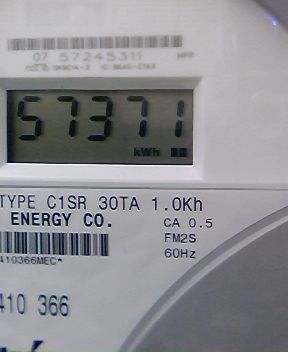 07 57245311
57371
kWh
TYPE C1SR 30TA 1.0Kh
ENERGY CO.
CA 0.5
FM2S
60Hz
410366MEC*
410 366